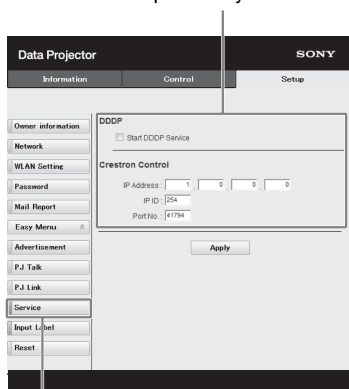 Data Projector SONY
Information Control Setup
Owner information
Network
WLAN Setting
Password
Mail Report
Easy Menu
Advertisement
PJ Talk
PJ Link
Service
Input Label
Reset
DDDP
Start DDDP Service
Crestron Control
IP Address : 1 . 0 . 0 . 0
IP ID : 254
Port No. : 41794
Apply